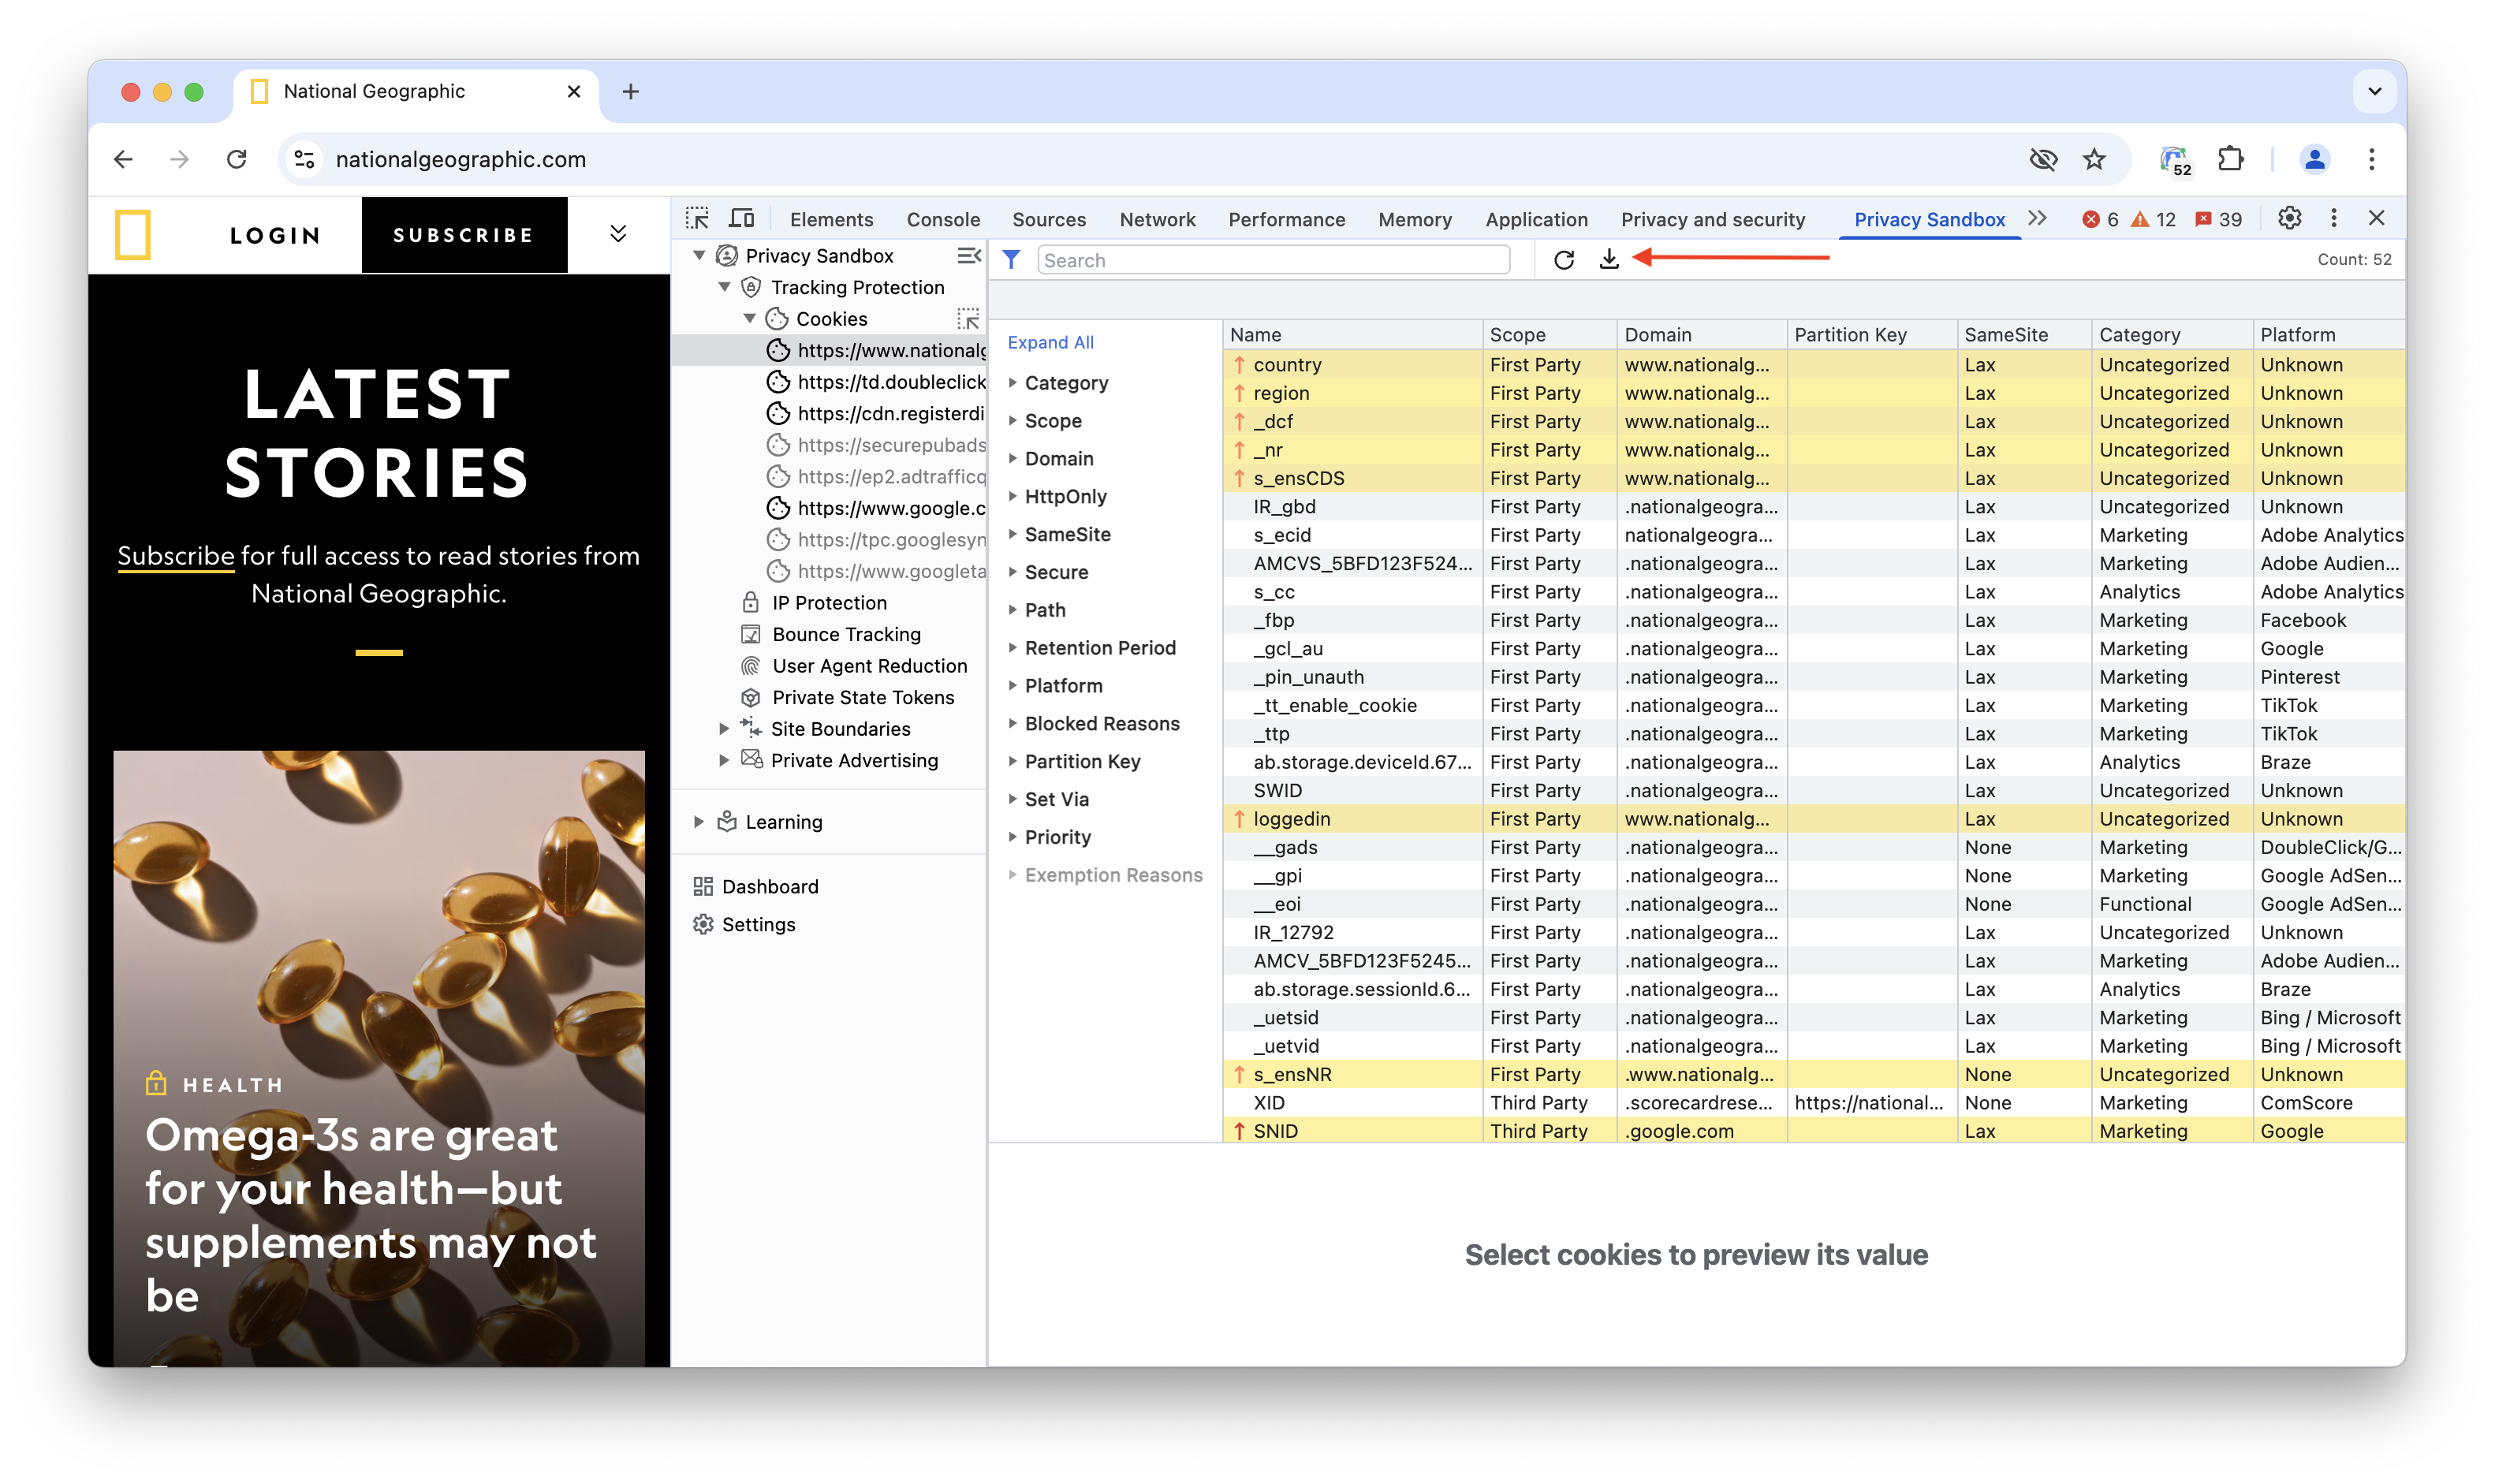 National Geographic
nationalgeographic.com
52
LOGIN
SUBSCRIBE
Elements
Console
Sources
Network
Performance
Memory
Application
Privacy and security
Privacy Sandbox
6
12
39
LATEST
STORIES
Subscribe for full access to read stories from
National Geographic.
HEALTH
Omega-3s are great
for your health—but
supplements may not
be
Privacy Sandbox
Tracking Protection
Cookies
https://www.national
https://td.doubleclick
https://cdn.registerdi
https://securepubads
https://ep2.adtrafficq
https://www.google.c
https://tpc.googlesyn
https://www.googleta
IP Protection
Bounce Tracking
User Agent Reduction
Private State Tokens
Site Boundaries
Private Advertising
Learning
Dashboard
Settings
Search
Count: 52
Expand All
Category
Scope
Domain
HttpOnly
SameSite
Secure
Path
Retention Period
Platform
Blocked Reasons
Partition Key
Set Via
Priority
Exemption Reasons
Name Scope Domain Partition Key SameSite Category Platform
country First Party www.nationalg... Lax Uncategorized Unknown
region First Party www.nationalg... Lax Uncategorized Unknown
_dcf First Party www.nationalg... Lax Uncategorized Unknown
_nr First Party www.nationalg... Lax Uncategorized Unknown
s_ensCDS First Party www.nationalg... Lax Uncategorized Unknown
IR_gbd First Party .nationalgeogra... Lax Uncategorized Unknown
s_ecid First Party nationalgeogra... Lax Marketing Adobe Analytics
AMCVS_5BFD123F524... First Party .nationalgeogra... Lax Marketing Adobe Audien...
s_cc First Party .nationalgeogra... Lax Analytics Adobe Analytics
_fbp First Party .nationalgeogra... Lax Marketing Facebook
_gcl_au First Party .nationalgeogra... Lax Marketing Google
_pin_unauth First Party .nationalgeogra... Lax Marketing Pinterest
_tt_enable_cookie First Party .nationalgeogra... Lax Marketing TikTok
_ttp First Party .nationalgeogra... Lax Marketing TikTok
ab.storage.deviceId.67... First Party .nationalgeogra... Lax Analytics Braze
SWID First Party .nationalgeogra... Lax Uncategorized Unknown
loggedin First Party www.nationalg... Lax Uncategorized Unknown
__gads First Party .nationalgeogra... None Marketing DoubleClick/G...
__gpi First Party .nationalgeogra... None Marketing Google AdSen...
__eoi First Party .nationalgeogra... None Functional Google AdSen...
IR_12792 First Party .nationalgeogra... Lax Uncategorized Unknown
AMCV_5BFD123F5245... First Party .nationalgeogra... Lax Marketing Adobe Audien...
ab.storage.sessionId.6... First Party .nationalgeogra... Lax Analytics Braze
_uetsid First Party .nationalgeogra... Lax Marketing Bing / Microsoft
_uetvid First Party .nationalgeogra... Lax Marketing Bing / Microsoft
s_ensNR First Party .www.nationalg... None Uncategorized Unknown
XID Third Party .scorecardrese... https://national... None Marketing ComScore
SNID Third Party .google.com Lax Marketing Google
Select cookies to preview its value